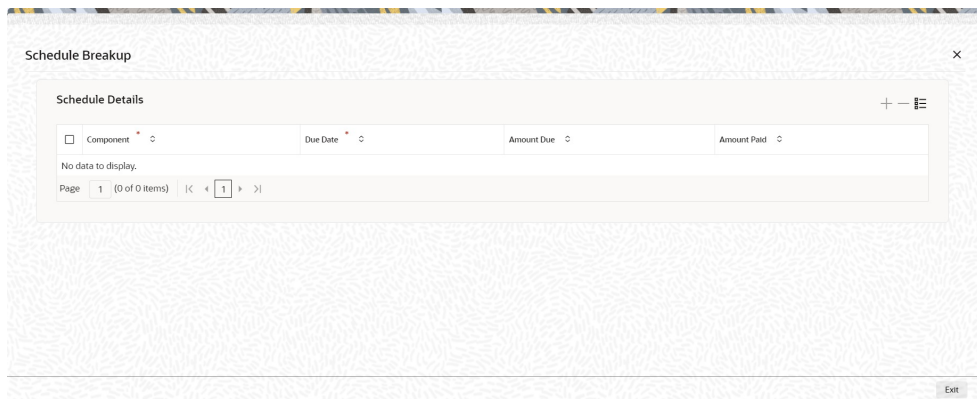 Schedule Breakup
Schedule Details
Component * Due Date * Amount Due Amount Paid
No data to display.
Page 1 (0 of 0 items) 1
Exit